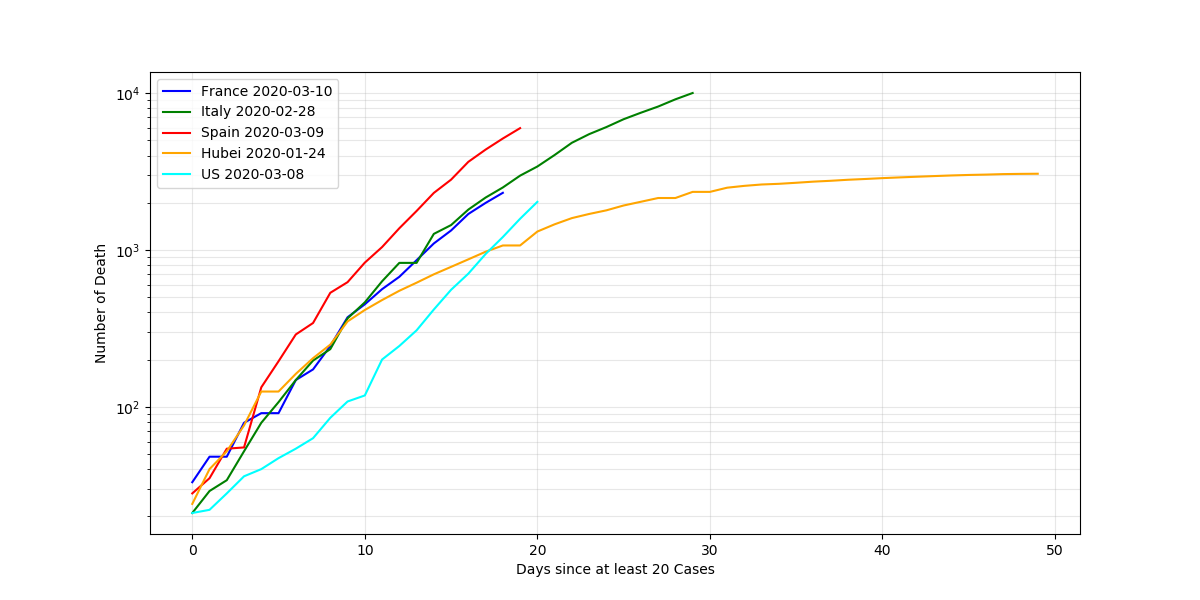 10⁴
10³
10²
Number of Death
France 2020-03-10
Italy 2020-02-28
Spain 2020-03-09
Hubei 2020-01-24
US 2020-03-08
0 10 20 30 40 50
Days since at least 20 Cases